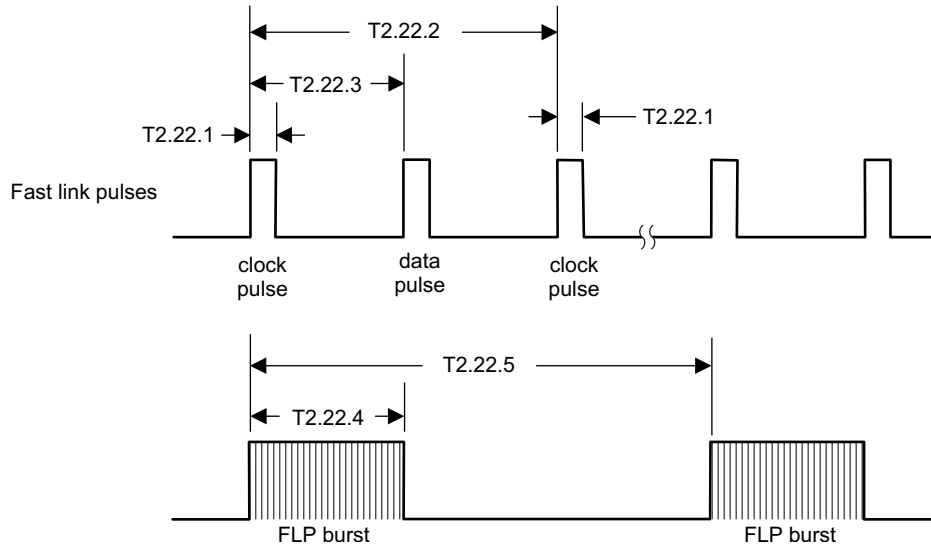 T2.22.2
T2.22.3
T2.22.1
T2.22.1
Fast link pulses
clock
pulse
data
pulse
clock
pulse
T2.22.5
T2.22.4
FLP burst
FLP burst